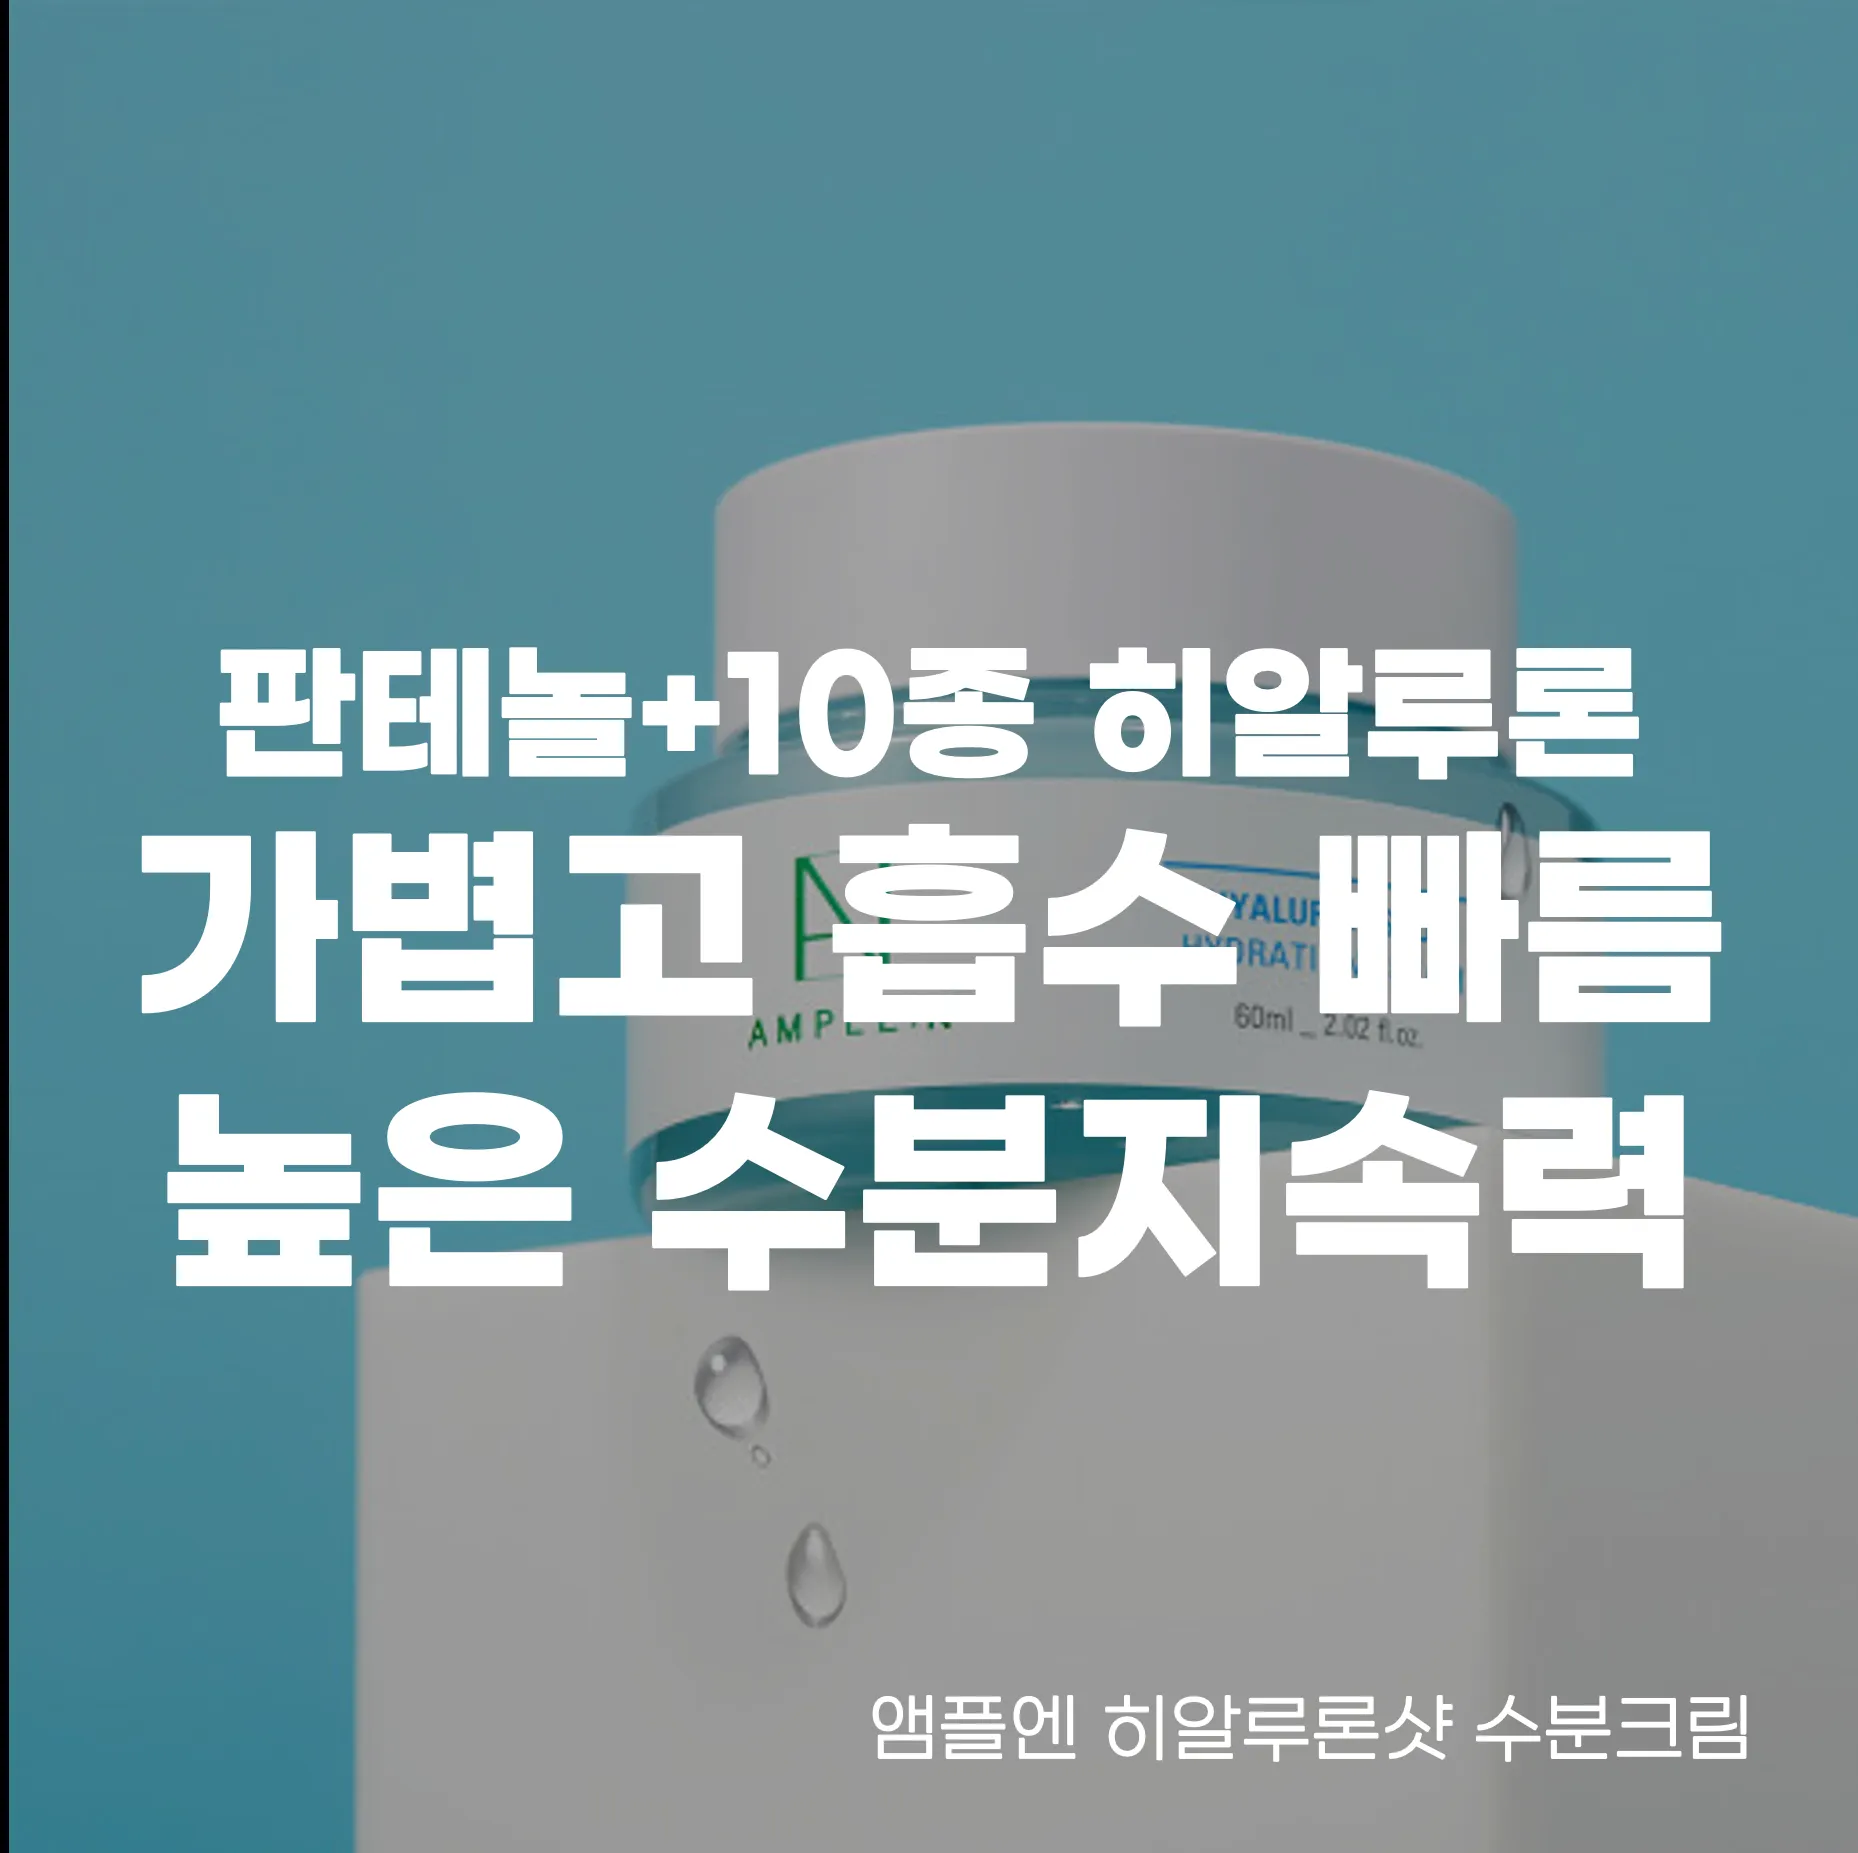 판테놀+10종 히알루론
가볍고 흡수 빠름
AMPLE:N
60ml _ 2.02 fl.oz.
높은 수분지속력
앰플엔 히알루론샷 수분크림